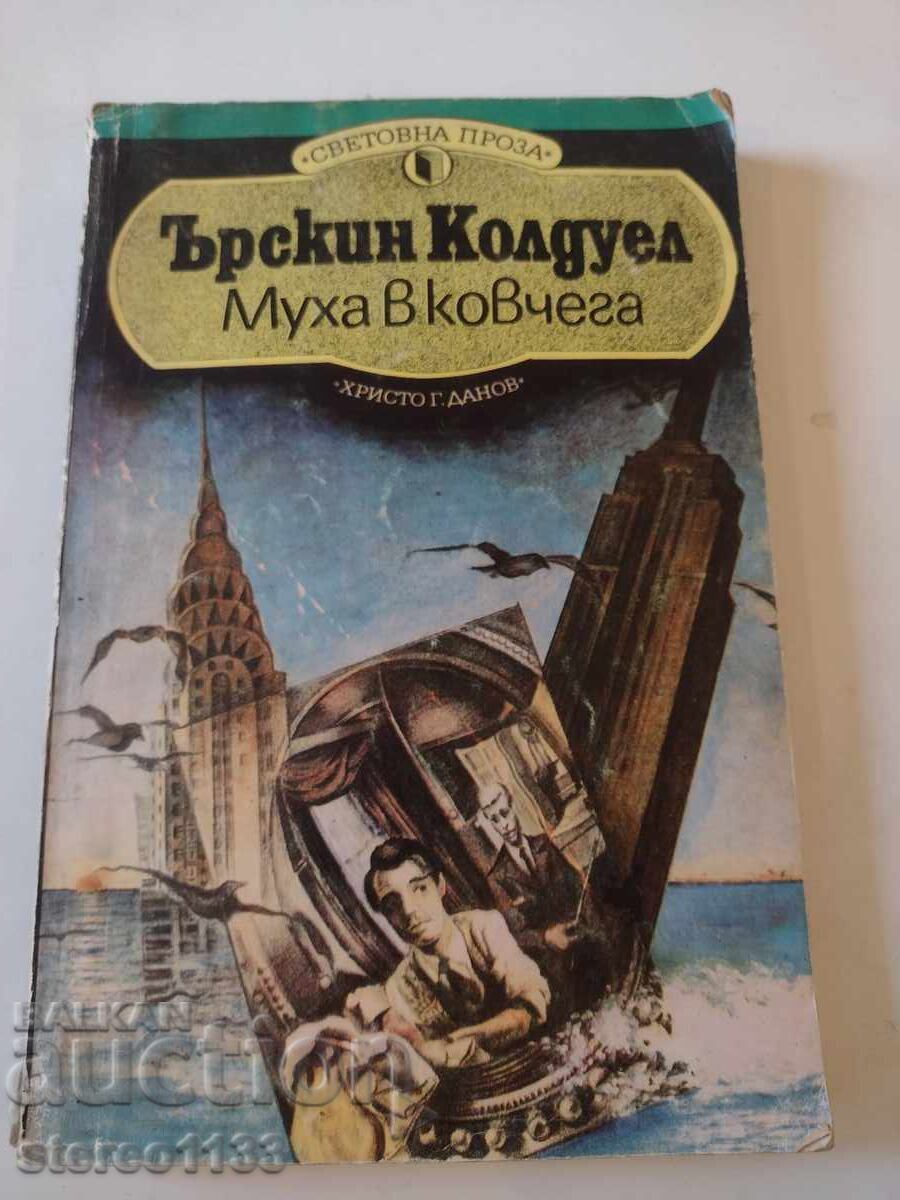 ·СВЕТОВНА ПРОЗА·
Ърскин Колдуел
Муха в ковчега
·ХРИСТО Г. ДАНОВ·
BALKAN
auction
stereo1133